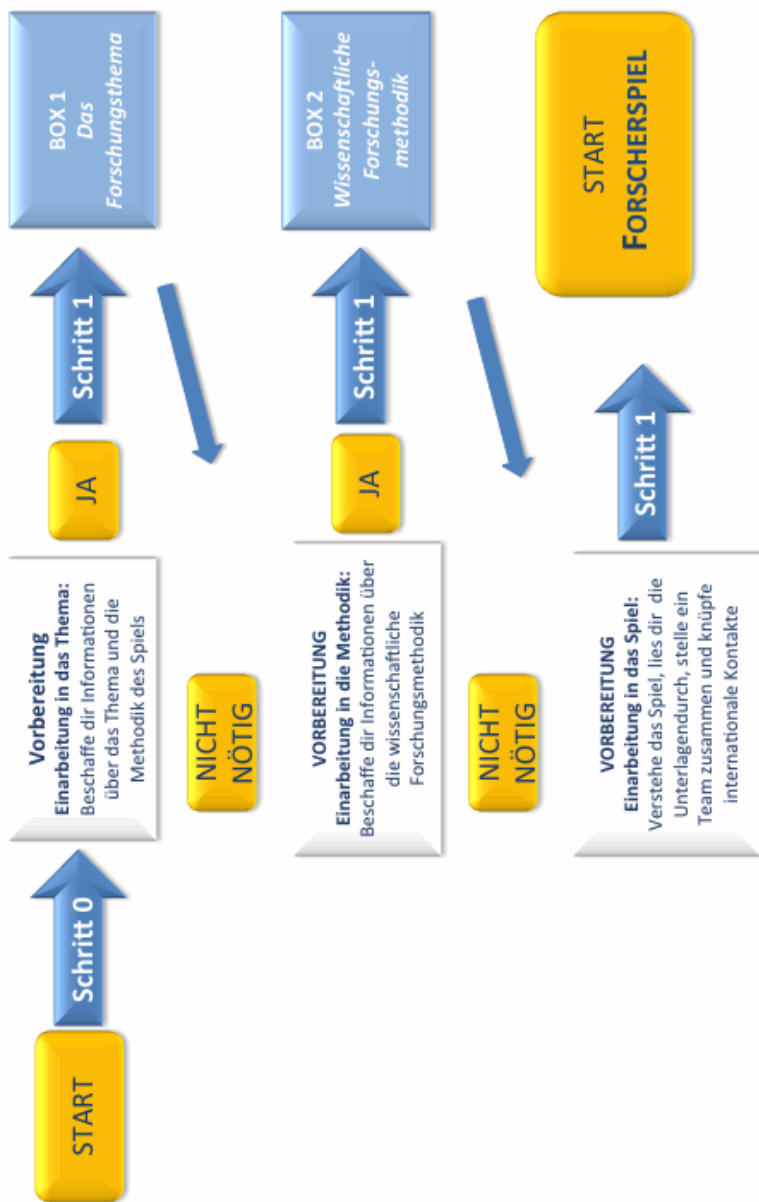 START
Schritt 0
Vorbereitung
Einarbeitung in das Thema:
Beschaffe dir Informationen
über das Thema und die
Methodik des Spiels
JA
Schritt 1
BOX 1
Das
Forschungsthema
NICHT
NÖTIG
VORBEREITUNG
Einarbeitung in die Methodik:
Beschaffe dir Informationen über
die wissenschaftliche
Forschungsmethodik
JA
Schritt 1
BOX 2
Wissenschaftliche
Forschungs-
methodik
NICHT
NÖTIG
VORBEREITUNG
Einarbeitung in das Spiel:
Verstehe das Spiel, lies dir die
Unterlagendurch, stelle ein
Team zusammen und knüpfe
internationale Kontakte
Schritt 1
START
FORSCHERSPIEL